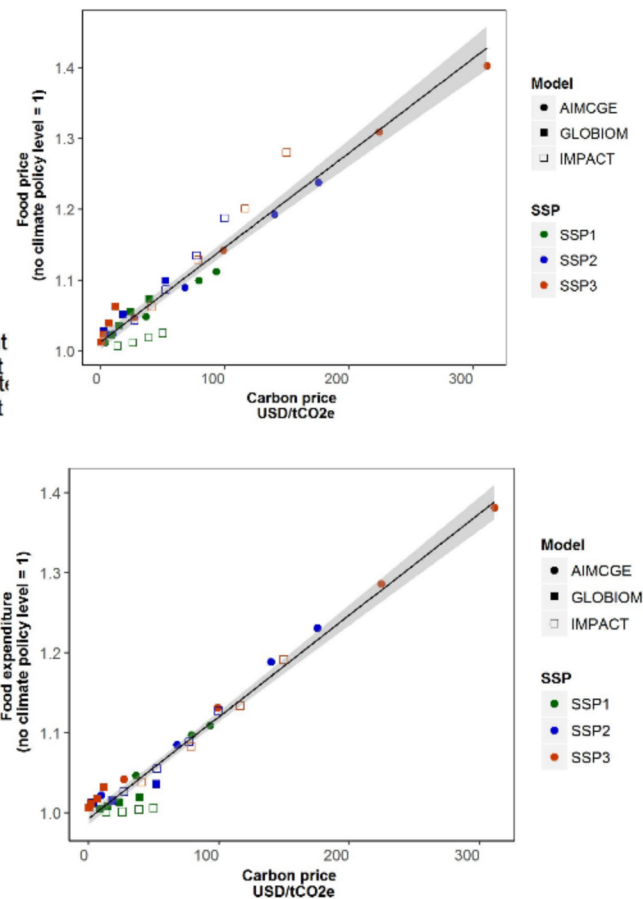 1.4
1.3
1.2
1.1
1.0
0
100
200
300
Food price
(no climate policy level = 1)
Carbon price
USD/tCO2e
Model
AIMCGE
GLOBIOM
IMPACT
SSP
SSP1
SSP2
SSP3
1.4
1.3
1.2
1.1
1.0
0
100
200
300
Food expenditure
(no climate policy level = 1)
Carbon price
USD/tCO2e
Model
AIMCGE
GLOBIOM
IMPACT
SSP
SSP1
SSP2
SSP3